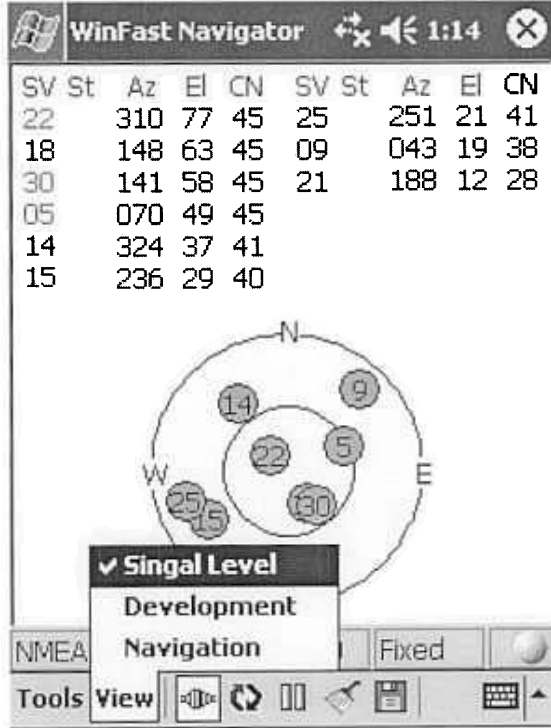 WinFast Navigator 1:14
SV St Az El CN SV St Az El CN
22 310 77 45 25 251 21 41
18 148 63 45 09 043 19 38
30 141 58 45 21 188 12 28
05 070 49 45
14 324 37 41
15 236 29 40
N
9
14
5
22
W E
25 30
15
Singal Level
Development
Navigation
NMEA Fixed
Tools View